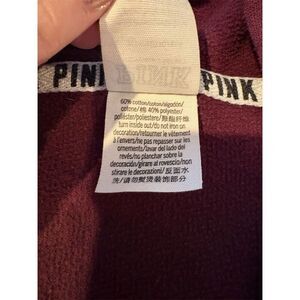 PINK PINK PINK
60% cotton/coton/algodón/
cotone/棉 40% polyester/
poliéster/poliestere/聚酯纤维
turn inside out/do not iron on
decoration/retourner le vêtement
à l'envers/ne pas repasser sur les
ornements/lavar del lado del
revés/no planchar sobre la
decoración/girare al rovescio/non
stirare le decorazioni/反面水
洗/请勿熨烫装饰部分